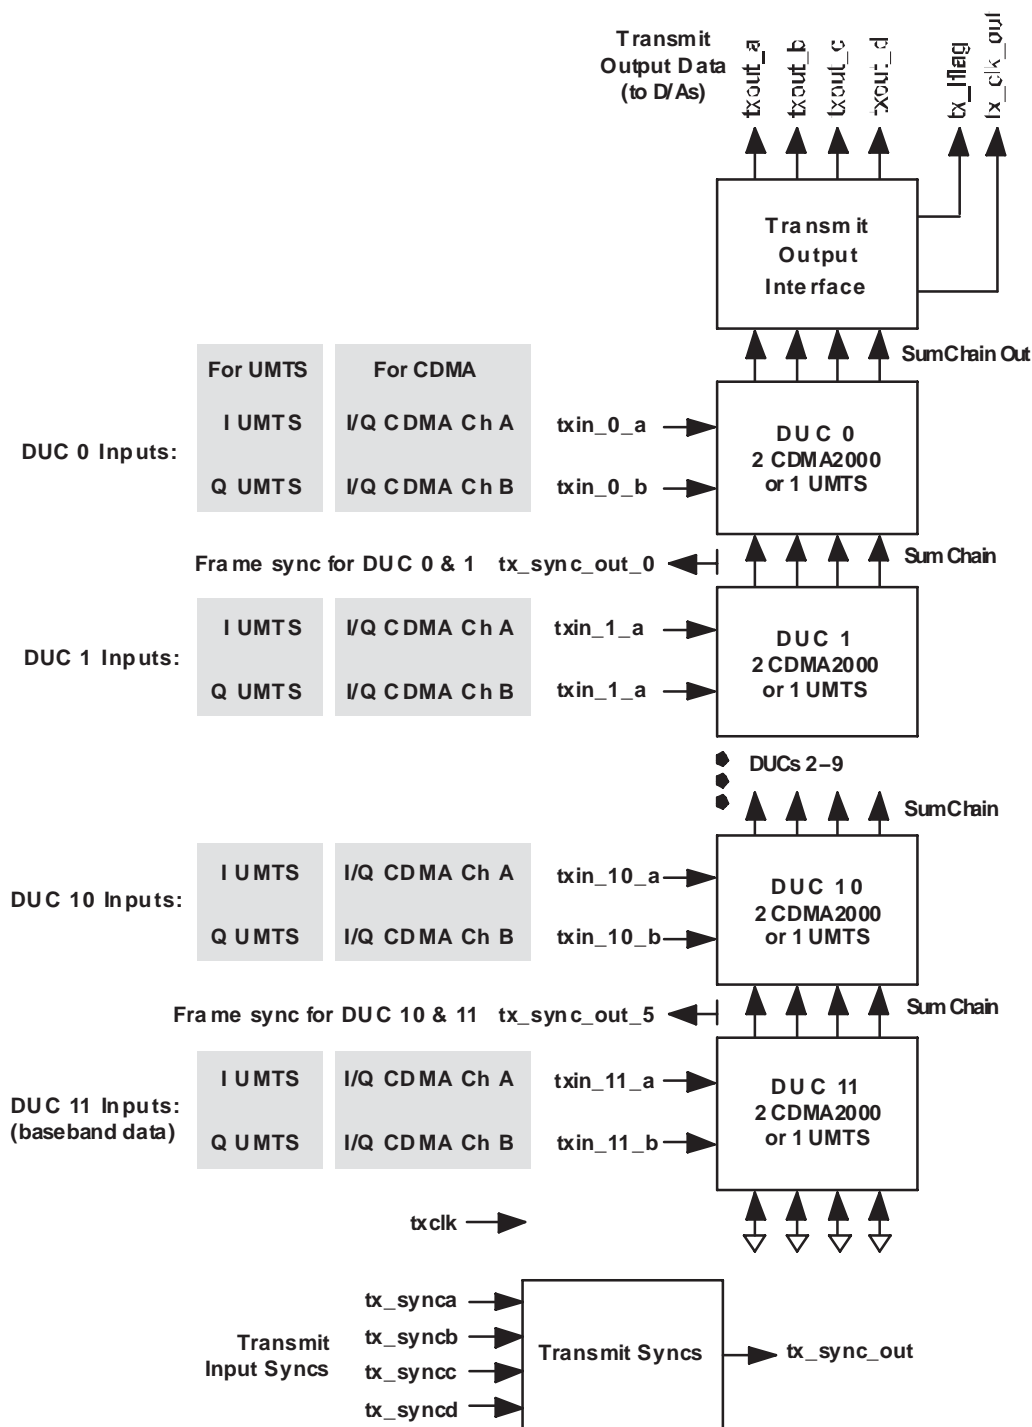 Transmit
Output Data
(to D/As)
txout_a
txout_b
txout_c
txout_d
tx_iflag
tx_clk_out
Transmit
Output
Interface
SumChain Out
For UMTS
For CDMA
DUC 0 Inputs:
I UMTS
I/Q CDMA Ch A
txin_0_a
Q UMTS
I/Q CDMA Ch B
txin_0_b
DUC 0
2 CDMA2000
or 1 UMTS
Frame sync for DUC 0 & 1
tx_sync_out_0
Sum Chain
DUC 1 Inputs:
I UMTS
I/Q CDMA Ch A
txin_1_a
Q UMTS
I/Q CDMA Ch B
txin_1_a
DUC 1
2 CDMA2000
or 1 UMTS
DUCs 2–9
SumChain
DUC 10 Inputs:
I UMTS
I/Q CDMA Ch A
txin_10_a
Q UMTS
I/Q CDMA Ch B
txin_10_b
DUC 10
2 CDMA2000
or 1 UMTS
Frame sync for DUC 10 & 11
tx_sync_out_5
Sum Chain
DUC 11 Inputs:
(baseband data)
I UMTS
I/Q CDMA Ch A
txin_11_a
Q UMTS
I/Q CDMA Ch B
txin_11_b
DUC 11
2 CDMA2000
or 1 UMTS
txclk
Transmit
Input Syncs
tx_synca
tx_syncb
tx_syncc
tx_syncd
Transmit Syncs
tx_sync_out